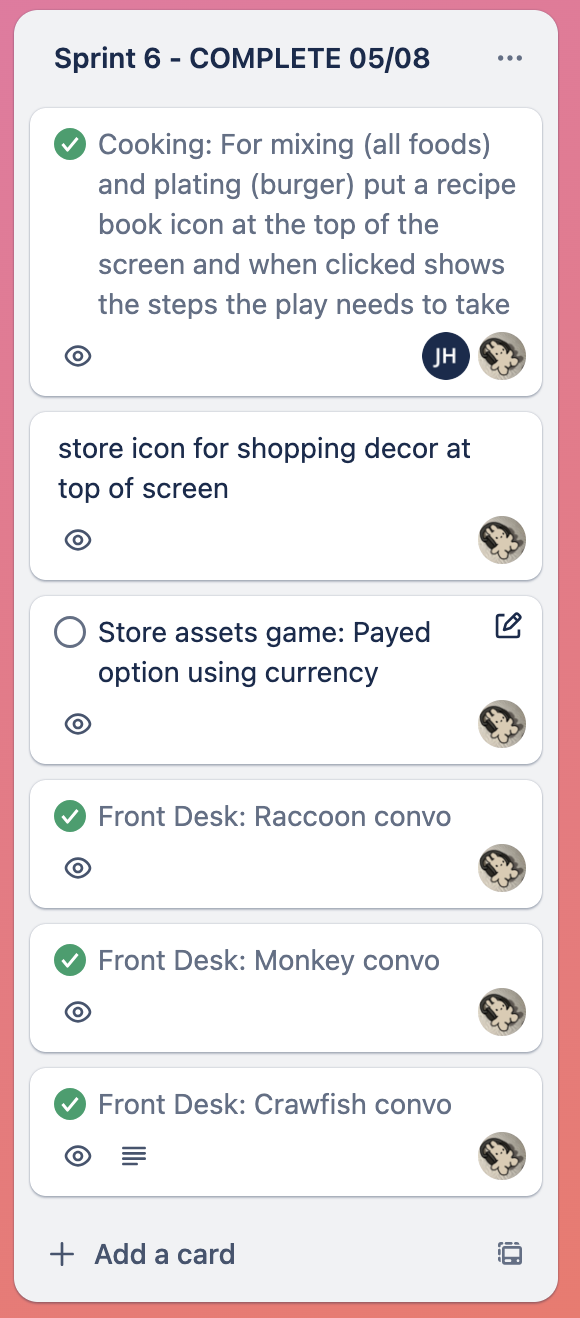 Sprint 6 - COMPLETE 05/08
Cooking: For mixing (all foods)
and plating (burger) put a recipe
book icon at the top of the
screen and when clicked shows
the steps the play needs to take
JH
store icon for shopping decor at
top of screen
Store assets game: Payed
option using currency
Front Desk: Raccoon convo
Front Desk: Monkey convo
Front Desk: Crawfish convo
Add a card